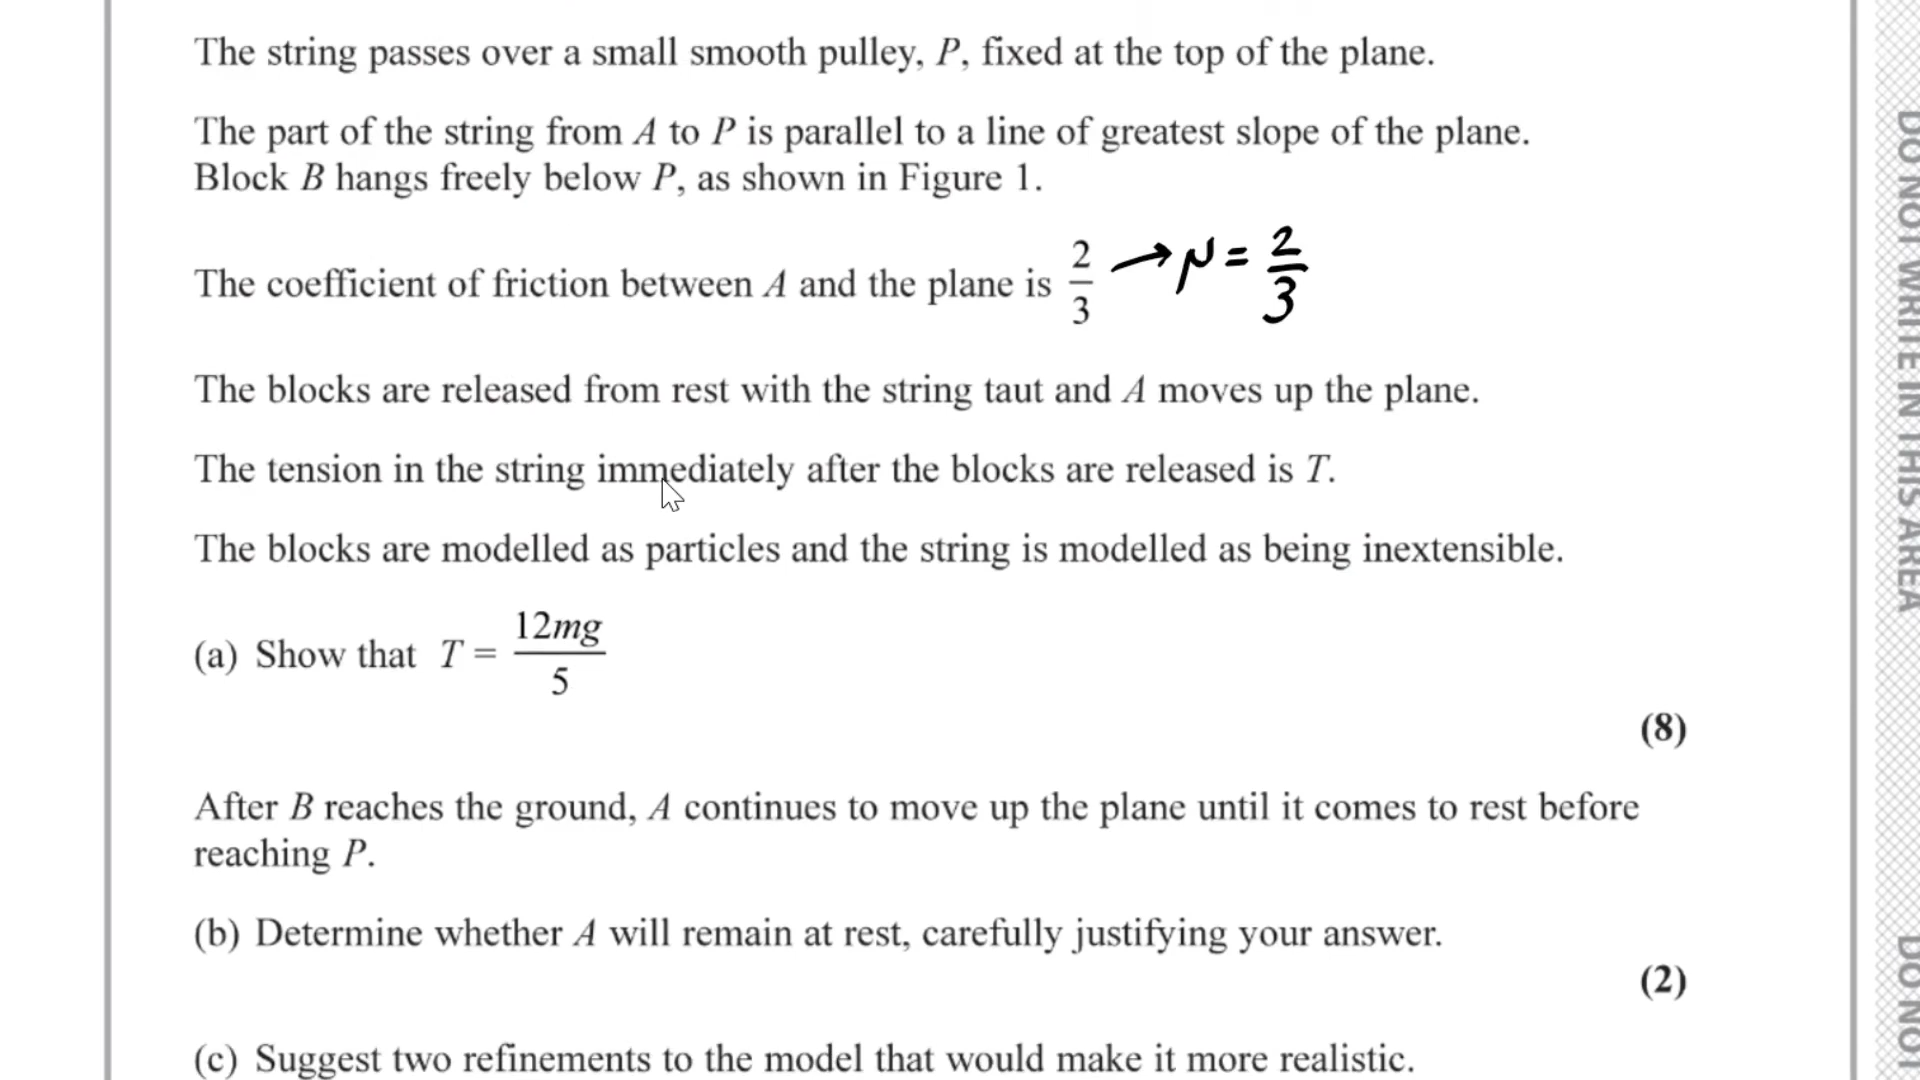 The string passes over a small smooth pulley, P, fixed at the top of the plane.
The part of the string from A to P is parallel to a line of greatest slope of the plane.
Block B hangs freely below P, as shown in Figure 1.
The coefficient of friction between A and the plane is 2/3 → μ = 2/3
The blocks are released from rest with the string taut and A moves up the plane.
The tension in the string immediately after the blocks are released is T.
The blocks are modelled as particles and the string is modelled as being inextensible.
(a) Show that T = 12mg/5
(8)
After B reaches the ground, A continues to move up the plane until it comes to rest before
reaching P.
(b) Determine whether A will remain at rest, carefully justifying your answer.
(2)
(c) Suggest two refinements to the model that would make it more realistic.
DO NOT WRITE IN THIS AREA
DO NOT